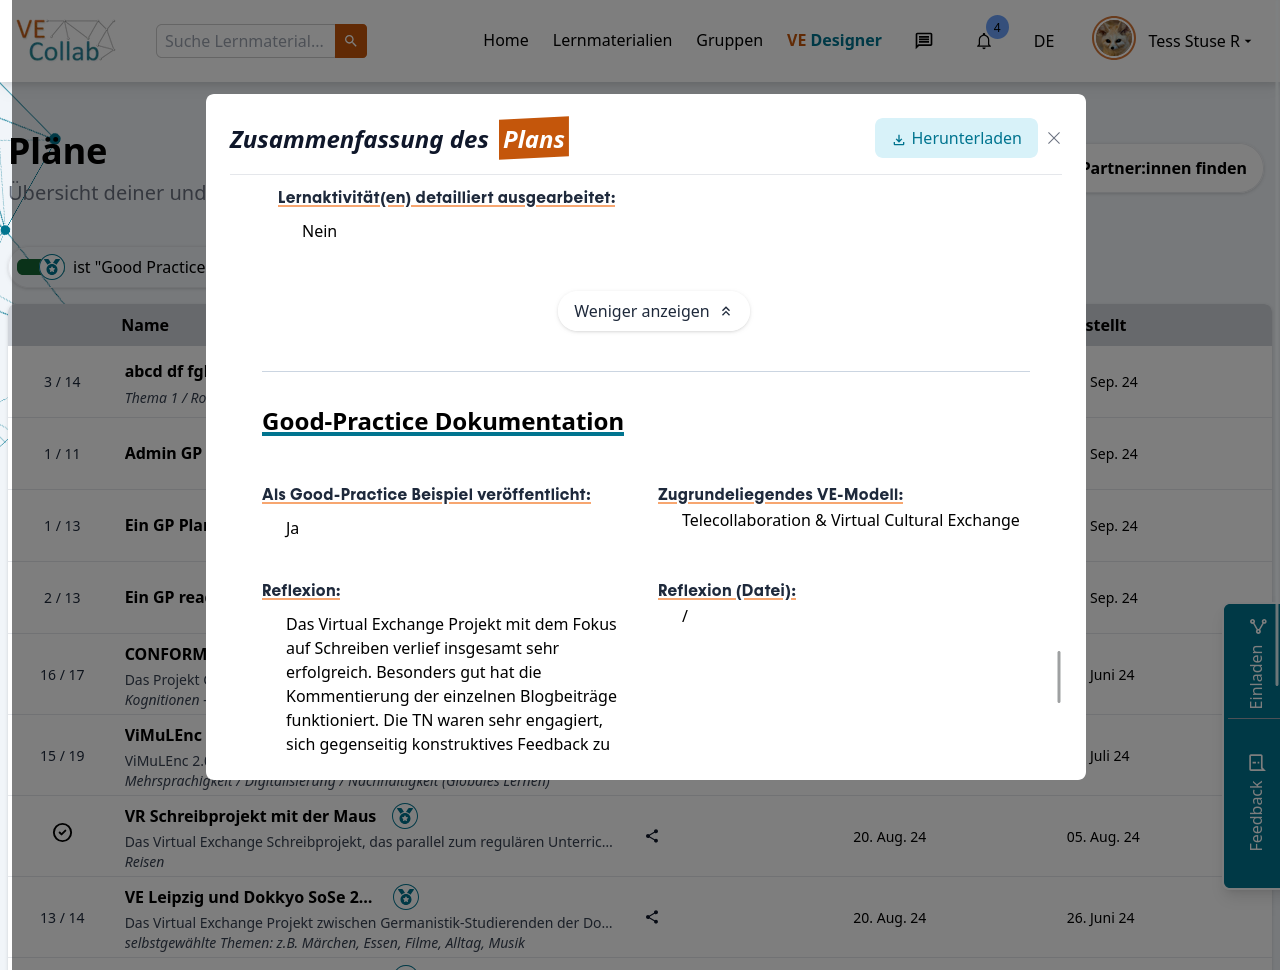 VE
Collab
Suche Lernmaterial...
Home
Lernmaterialien
Gruppen
VE Designer
4
DE
Tess Stuse R
Zusammenfassung des Plans
Herunterladen
Pläne
Übersicht deiner und
Partner:innen finden
ist "Good Practice
Lernaktivität(en) detailliert ausgearbeitet:
Nein
Weniger anzeigen
Good-Practice Dokumentation
Als Good-Practice Beispiel veröffentlicht:
Ja
Zugrundeliegendes VE-Modell:
Telecollaboration & Virtual Cultural Exchange
Reflexion:
Das Virtual Exchange Projekt mit dem Fokus
auf Schreiben verlief insgesamt sehr
erfolgreich. Besonders gut hat die
Kommentierung der einzelnen Blogbeiträge
funktioniert. Die TN waren sehr engagiert,
sich gegenseitig konstruktives Feedback zu
Reflexion (Datei):
/
Name
stellt
3 / 14
abcd df fgh
Thema 1 / Ro
Sep. 24
1 / 11
Admin GP
Sep. 24
1 / 13
Ein GP Plan
Sep. 24
2 / 13
Ein GP read
Sep. 24
16 / 17
CONFORM
Das Projekt
Kognitionen -
Juni 24
15 / 19
ViMuLEnc
ViMuLEnc 2.
Mehrsprachigkeit / Digitalisierung / Nachhaltigkeit (Globales Lernen)
Juli 24
VR Schreibprojekt mit der Maus
Das Virtual Exchange Schreibprojekt, das parallel zum regulären Unterric...
Reisen
20. Aug. 24
05. Aug. 24
13 / 14
VE Leipzig und Dokkyo SoSe 2...
Das Virtual Exchange Projekt zwischen Germanistik-Studierenden der Do...
selbstgewählte Themen: z.B. Märchen, Essen, Filme, Alltag, Musik
20. Aug. 24
26. Juni 24
Einladen
Feedback